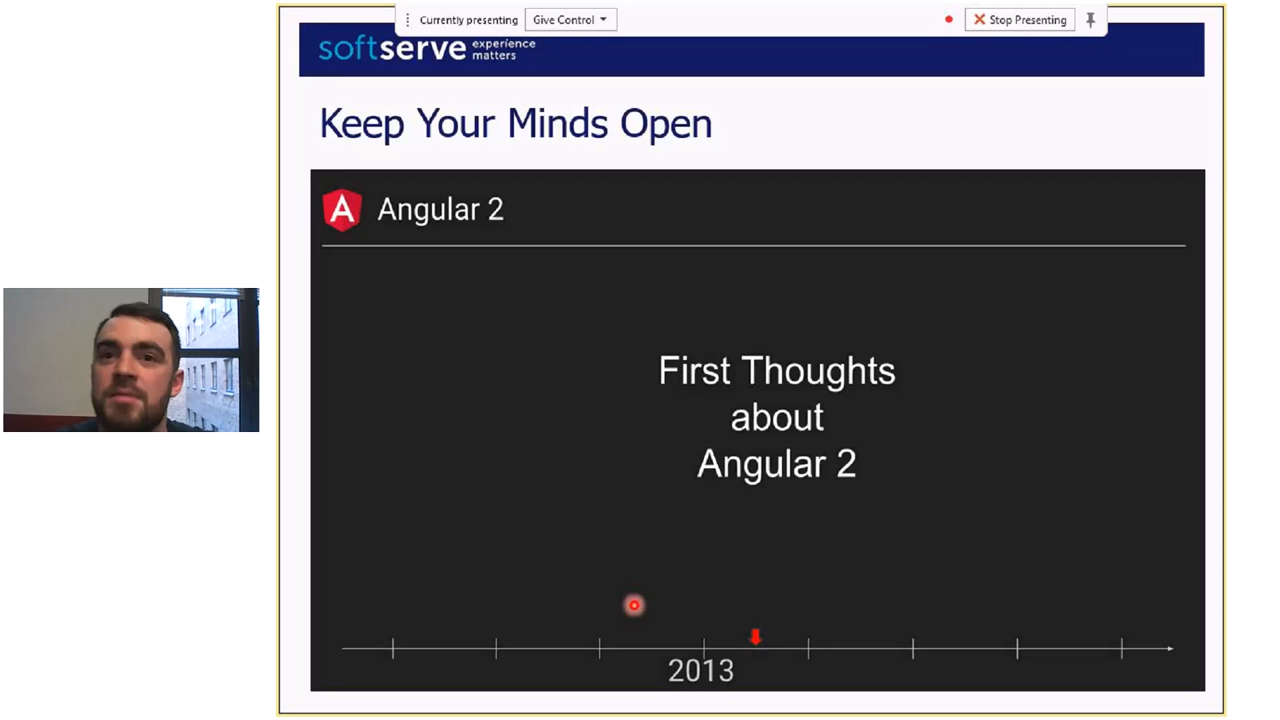 Currently presenting Give Control Stop Presenting
softserve experience matters
Keep Your Minds Open
Angular 2
First Thoughts
about
Angular 2
2013